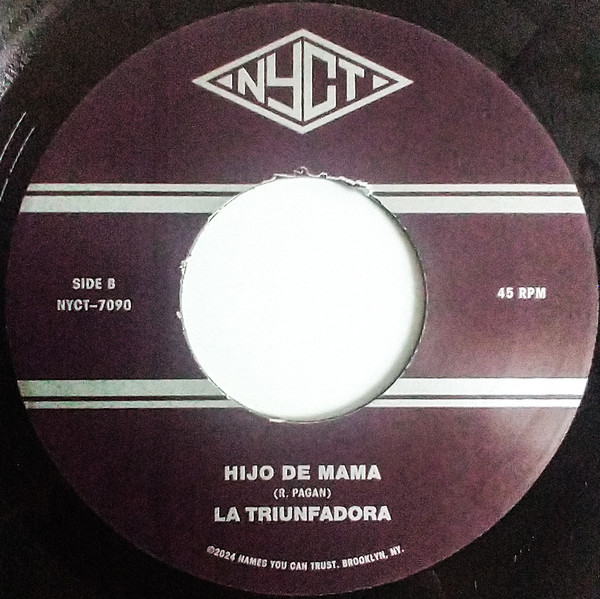 NYCT
SIDE B
NYCT-7090
45 RPM
HIJO DE MAMA
(R. PAGAN)
LA TRIUNFADORA
©2024 NAMES YOU CAN TRUST. BROOKLYN, NY.